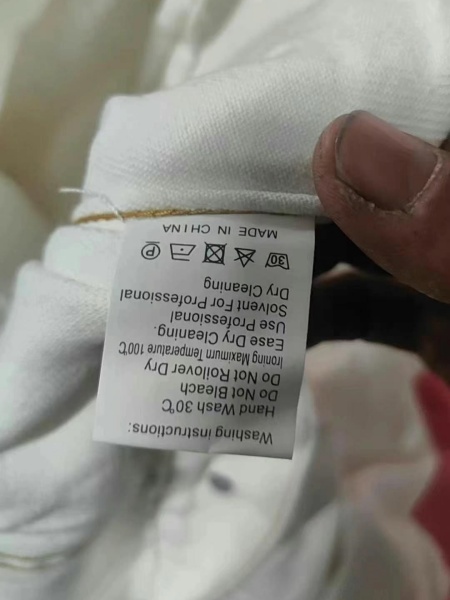 Washing instructions:
Hand Wash 30℃
Do Not Bleach
Do Not Rollover Dry
Ironing Maximum Temperature 100℃
Ease Dry Cleaning.
Use Professional
Solvent For Professional
Dry Cleaning
30 P
MADE IN CHINA